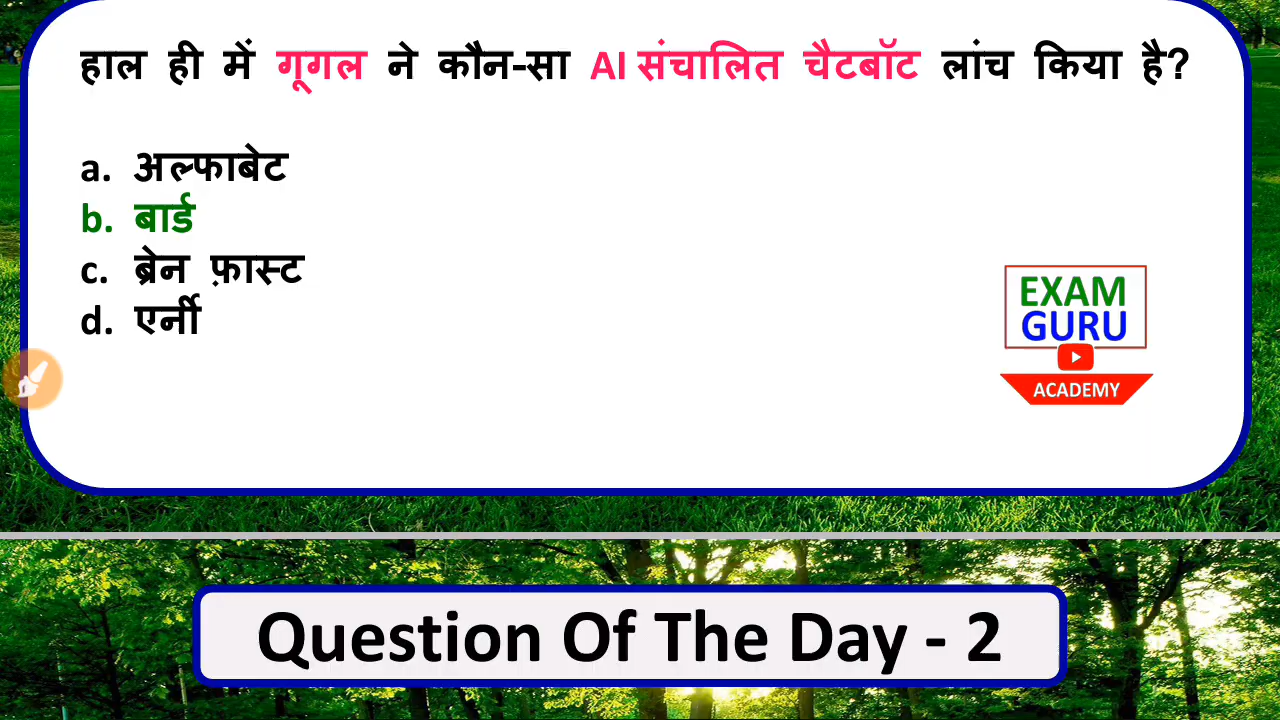 हाल ही में गूगल ने कौन-सा AI संचालित चैटबॉट लांच किया है?
a. अल्फाबेट
b. बार्ड
c. ब्रेन फ़ास्ट
d. एर्नी
EXAM
GURU
ACADEMY
Question Of The Day - 2